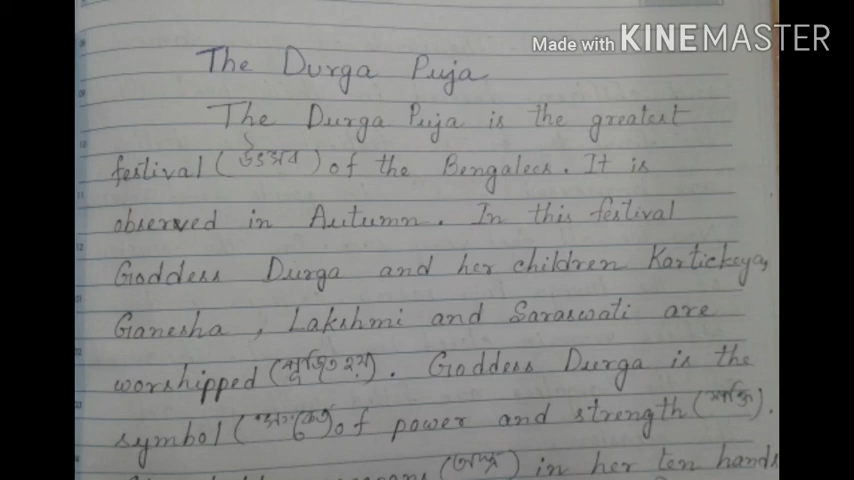 Made with KINEMASTER
The Durga Puja
The Durga Puja is the greatest
festival (উৎসব) of the Bengalees. It is
observed in Autumn. In this festival
Goddess Durga and her children Kartickeya,
Ganesha, Lakshmi and Saraswati are
worshipped (পূজিত হয়). Goddess Durga is the
symbol ( ) of power and strength (শক্তি).
(অস্ত্র) in her ten hands